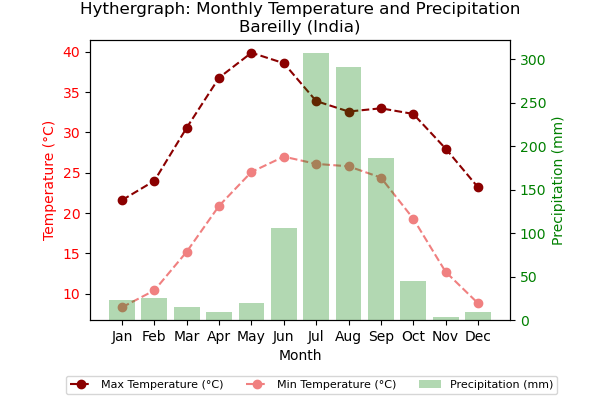 Hythergraph: Monthly Temperature and Precipitation
Bareilly (India)
Temperature (°C)
40
35
30
25
20
15
10
Precipitation (mm)
300
250
200
150
100
50
0
Jan Feb Mar Apr May Jun Jul Aug Sep Oct Nov Dec
Month
Max Temperature (°C) Min Temperature (°C) Precipitation (mm)